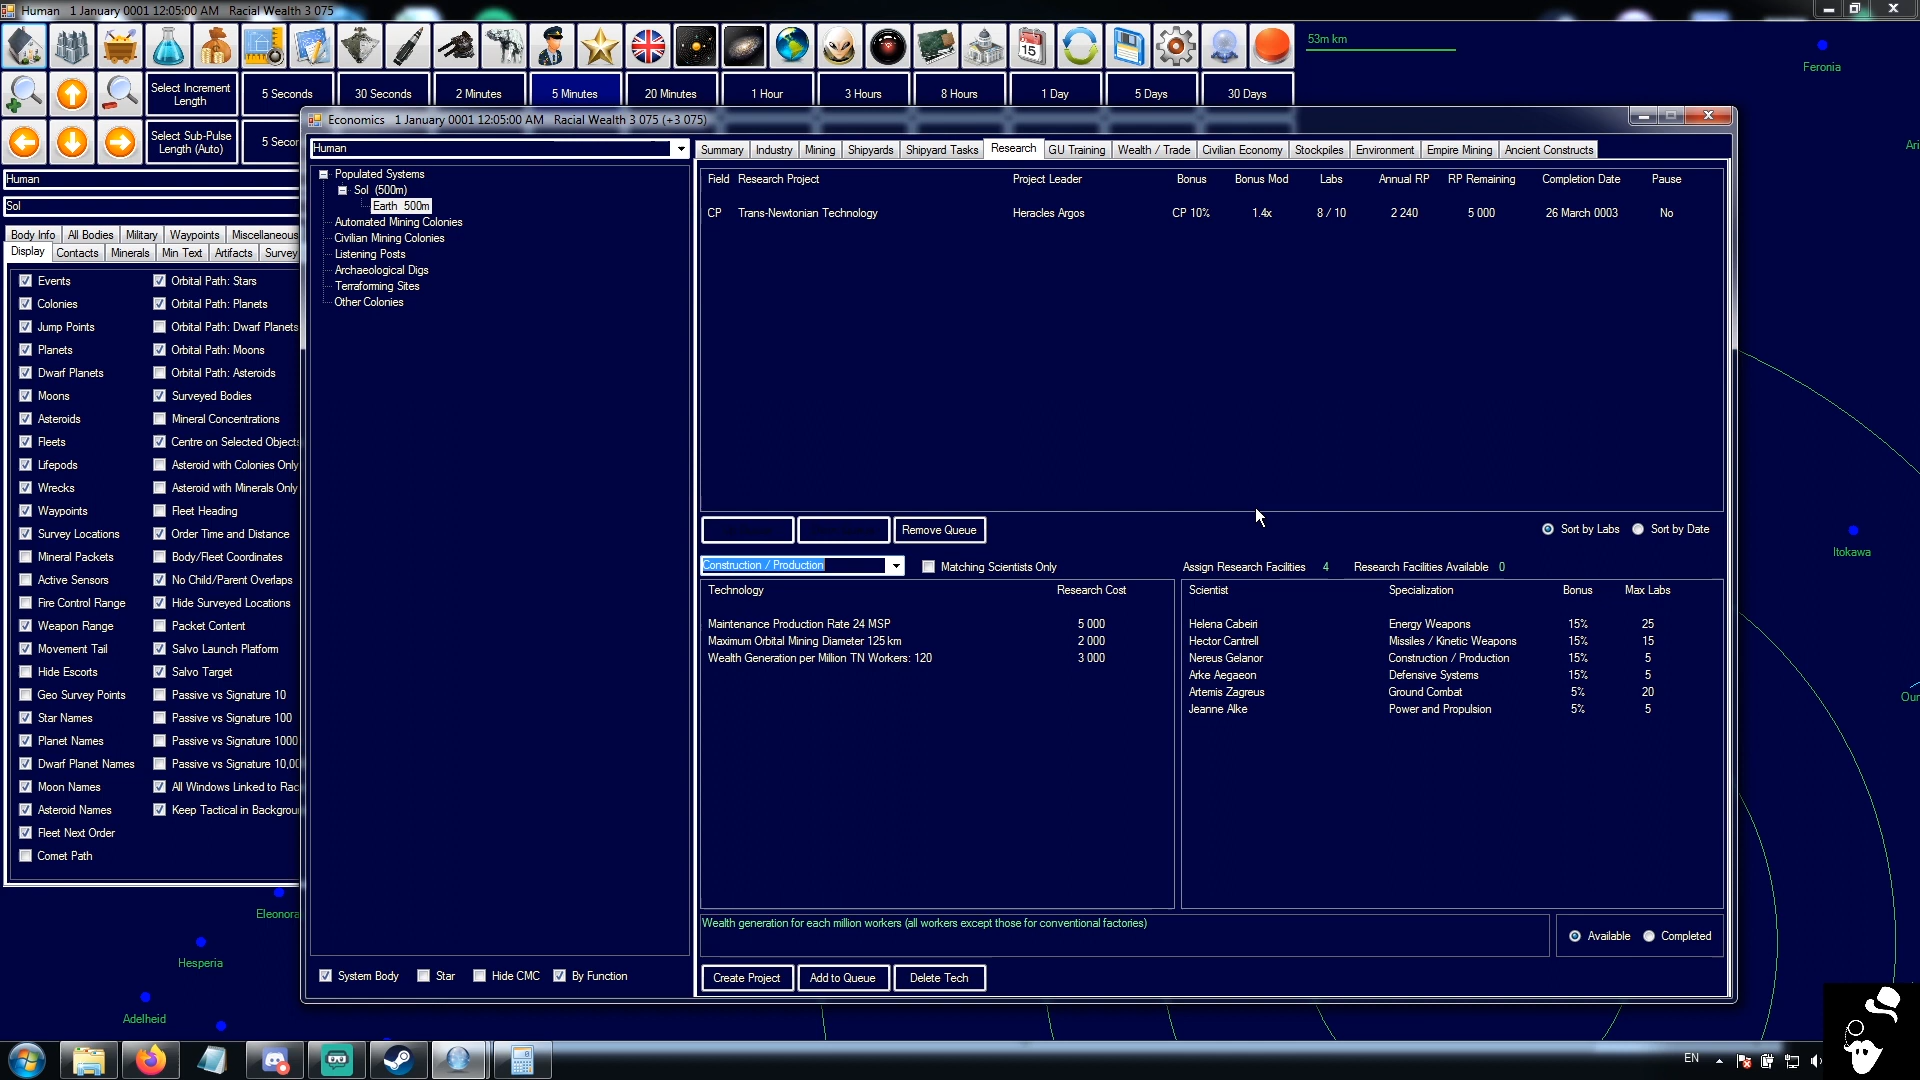 Human 1 January 0001 12:05:00 AM Racial Wealth 3 075
15
53m km
Feronia
Select Increment Length
5 Seconds
30 Seconds
2 Minutes
5 Minutes
20 Minutes
1 Hour
3 Hours
8 Hours
1 Day
5 Days
30 Days
Select Sub-Pulse Length (Auto)
5 Secon
Human
Sol
Body Info All Bodies Military Waypoints Miscellaneous
Display Contacts Minerals Min Text Artifacts Survey
Events Orbital Path: Stars
Colonies Orbital Path: Planets
Jump Points Orbital Path: Dwarf Planets
Planets Orbital Path: Moons
Dwarf Planets Orbital Path: Asteroids
Moons Surveyed Bodies
Asteroids Mineral Concentrations
Fleets Centre on Selected Objects
Lifepods Asteroid with Colonies Only
Wrecks Asteroid with Minerals Only
Waypoints Fleet Heading
Survey Locations Order Time and Distance
Mineral Packets Body/Fleet Coordinates
Active Sensors No Child/Parent Overlaps
Fire Control Range Hide Surveyed Locations
Weapon Range Packet Content
Movement Tail Salvo Launch Platform
Hide Escorts Salvo Target
Geo Survey Points Passive vs Signature 10
Star Names Passive vs Signature 100
Planet Names Passive vs Signature 1000
Dwarf Planet Names Passive vs Signature 10,00
Moon Names All Windows Linked to Rac
Asteroid Names Keep Tactical in Backgrou
Fleet Next Order
Comet Path
Economics 1 January 0001 12:05:00 AM Racial Wealth 3 075 (+3 075)
Human
Populated Systems
Sol (500m)
Earth 500m
Automated Mining Colonies
Civilian Mining Colonies
Listening Posts
Archaeological Digs
Terraforming Sites
Other Colonies
System Body Star Hide CMC By Function
Summary Industry Mining Shipyards Shipyard Tasks Research GU Training Wealth / Trade Civilian Economy Stockpiles Environment Empire Mining Ancient Constructs
Field Research Project Project Leader Bonus Bonus Mod Labs Annual RP RP Remaining Completion Date Pause
CP Trans-Newtonian Technology Heracles Argos CP 10% 1.4x 8 / 10 2 240 5 000 26 March 0003 No
Remove Queue
Sort by Labs Sort by Date
Construction / Production Matching Scientists Only
Assign Research Facilities 4 Research Facilities Available 0
Technology Research Cost
Maintenance Production Rate 24 MSP 5 000
Maximum Orbital Mining Diameter 125 km 2 000
Wealth Generation per Million TN Workers: 120 3 000
Scientist Specialization Bonus Max Labs
Helena Cabeiri Energy Weapons 15% 25
Hector Cantrell Missiles / Kinetic Weapons 15% 15
Nereus Gelanor Construction / Production 15% 5
Arke Aegaeon Defensive Systems 15% 5
Artemis Zagreus Ground Combat 5% 20
Jeanne Alke Power and Propulsion 5% 5
Wealth generation for each million workers (all workers except those for conventional factories)
Available Completed
Create Project Add to Queue Delete Tech
Ari
Itokawa
Our
Eleonora
Hesperia
Adelheid
EN